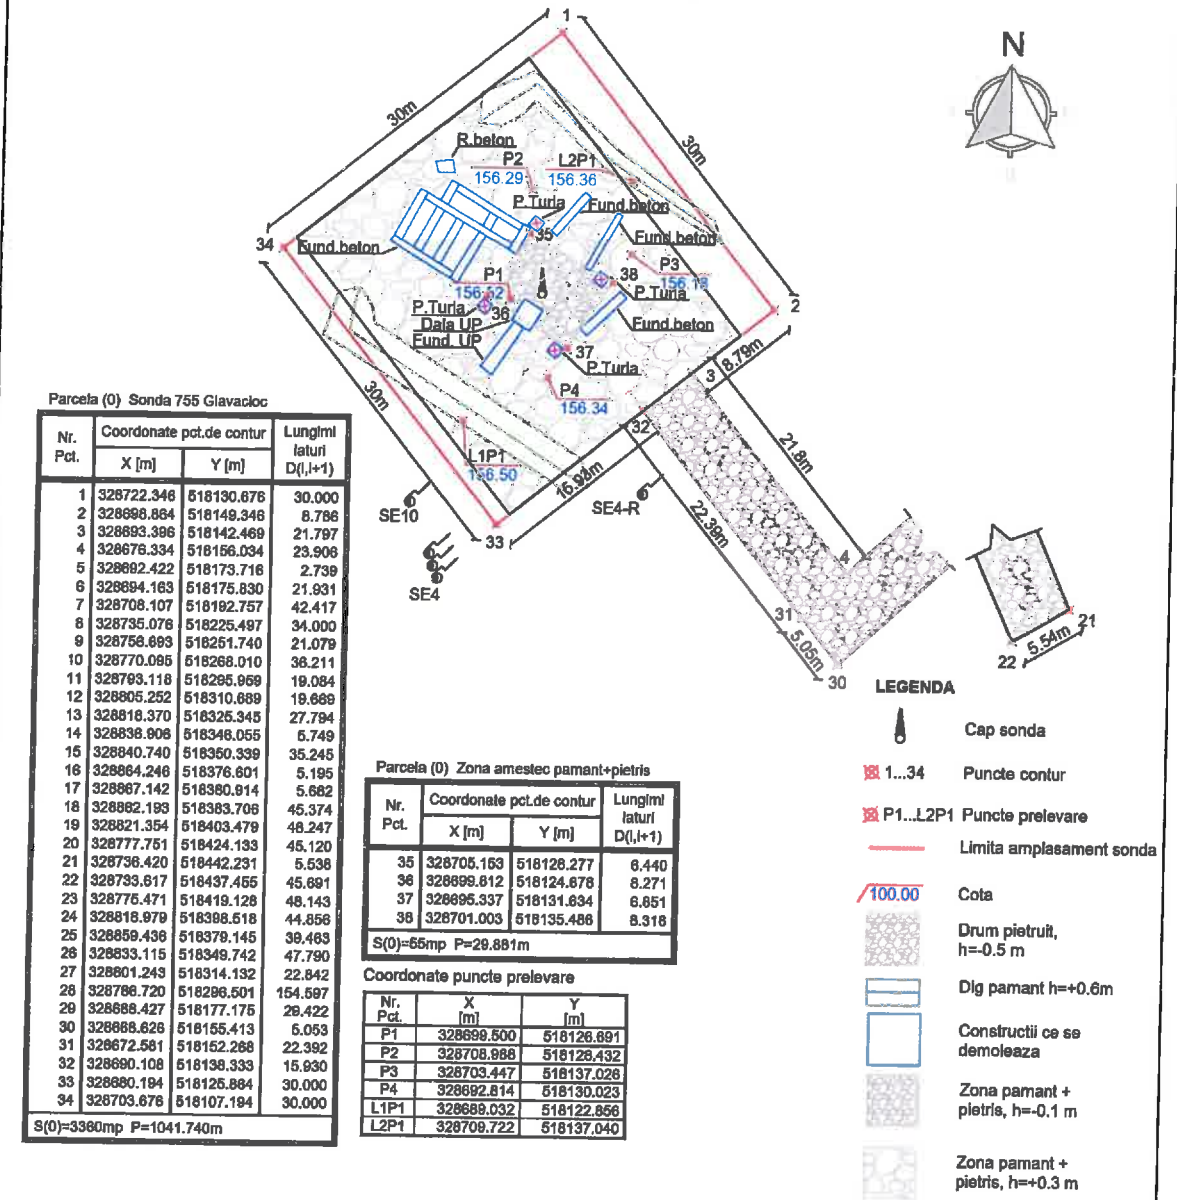 N
1
30m
30m
R.beton
P2
156.29
L2P1
156.36
P.Turla
Fund.beton
35
Fund.beton
34
Fund.beton
P3
38
P1
P.Turla
2
P.Turla
36
Dala UP
Fund. UP
Fund.beton
37
P.Turla
8.79m
3
P4
156.34
30m
32
21.8m
L1P1
156.50
16.93m
SE10
SE4-R
22.39m
33
4
SE4
31
5.05m
30
21
5.54m
22
Parcela (0) Sonda 755 Glavacioc
Nr. Pct. Coordonate pct.de contur Lungimi laturi D(i,i+1)
X [m] Y [m]
1 328722.346 518130.676 30.000
2 328698.864 518149.346 8.786
3 328693.396 518142.469 21.797
4 328676.334 518156.034 23.906
5 328692.422 518173.716 2.739
6 328694.163 518175.830 21.931
7 328708.107 518192.757 42.417
8 328735.076 518225.497 34.000
9 328756.693 518251.740 21.079
10 328770.095 518268.010 36.211
11 328793.118 518295.959 19.084
12 328805.252 518310.689 19.669
13 328818.370 518325.345 27.794
14 328836.906 518346.055 5.749
15 328840.740 518350.339 35.245
16 328864.246 518376.601 5.195
17 328867.142 518380.914 5.682
18 328862.193 518383.706 45.374
19 328821.354 518403.479 48.247
20 328777.751 518424.133 45.120
21 328736.420 518442.231 5.538
22 328733.617 518437.455 45.691
23 328775.471 518419.128 48.143
24 328818.979 518398.518 44.856
25 328859.436 518379.145 39.463
26 328833.115 518349.742 47.790
27 328801.243 518314.132 22.842
28 328786.720 518296.501 154.597
29 328688.427 518177.175 29.422
30 328668.626 518155.413 5.053
31 328672.581 518152.268 22.392
32 328690.108 518138.333 15.930
33 328680.194 518125.864 30.000
34 328703.676 518107.194 30.000
S(0)=3360mp P=1041.740m
Parcela (0) Zona amestec pamant+pietris
Nr. Pct. Coordonate pct.de contur Lungimi laturi D(i,i+1)
X [m] Y [m]
35 328705.153 518128.277 6.440
36 328699.812 518124.678 8.271
37 328695.337 518131.634 6.851
38 328701.003 518135.486 8.318
S(0)=55mp P=29.881m
Coordonate puncte prelevare
Nr. Pct. X [m] Y [m]
P1 328699.500 518126.691
P2 328708.988 518128.432
P3 328703.447 518137.026
P4 328692.814 518130.023
L1P1 328689.032 518122.856
L2P1 328709.722 518137.040
LEGENDA
Cap sonda
1...34 Puncte contur
P1...L2P1 Puncte prelevare
Limita amplasament sonda
100.00 Cota
Drum pietruit,
h=-0.5 m
Dig pamant h=+0.6m
Constructii ce se
demoleaza
Zona pamant +
pietris, h=-0.1 m
Zona pamant +
pietris, h=+0.3 m